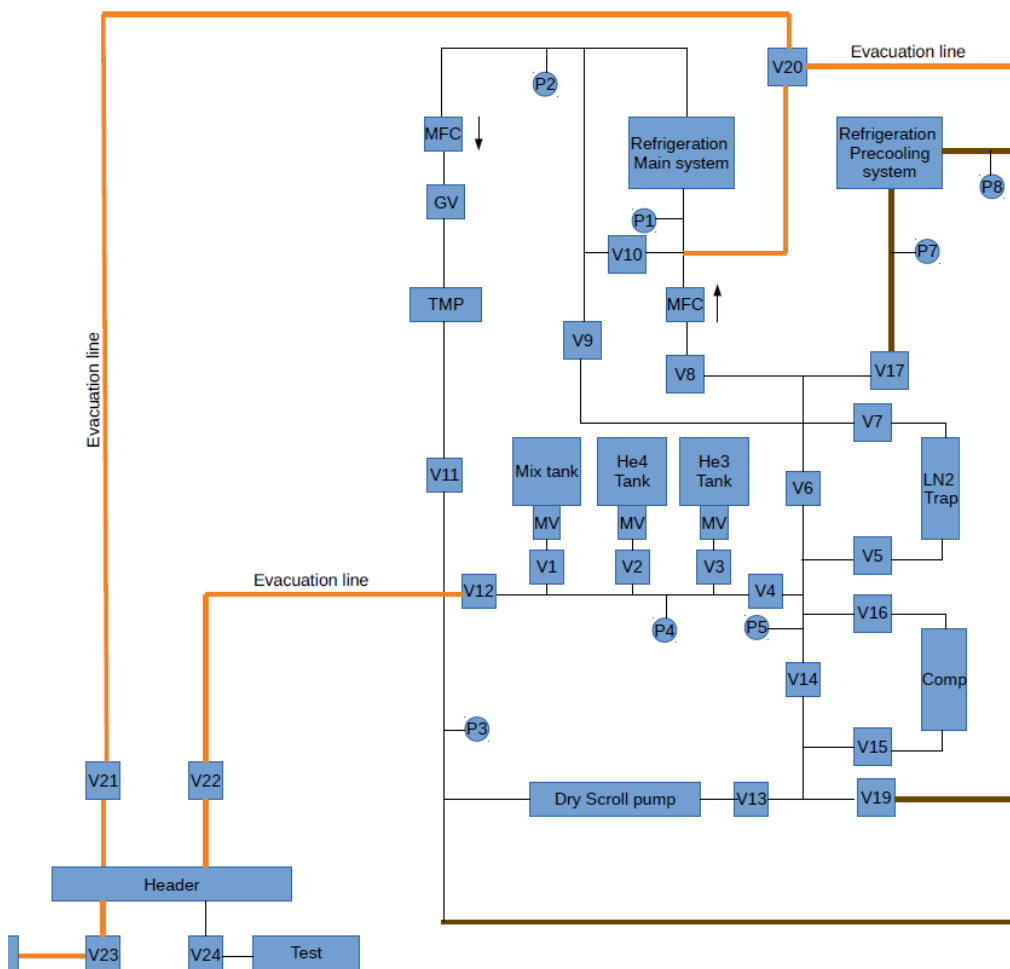 Evacuation line
V20
P2
MFC
Refrigeration
Main system
Refrigeration
Precooling
system
P8
GV
P1
V10
P7
TMP
MFC
Evacuation line
V9
V8
V17
V7
Mix tank
He4
Tank
He3
Tank
V11
V6
LN2
Trap
MV
MV
MV
V5
V1
V2
V3
Evacuation line
V12
V4
V16
P4
P5
V14
Comp
P3
V15
V21
V22
Dry Scroll pump
V13
V19
Header
V23
V24
Test